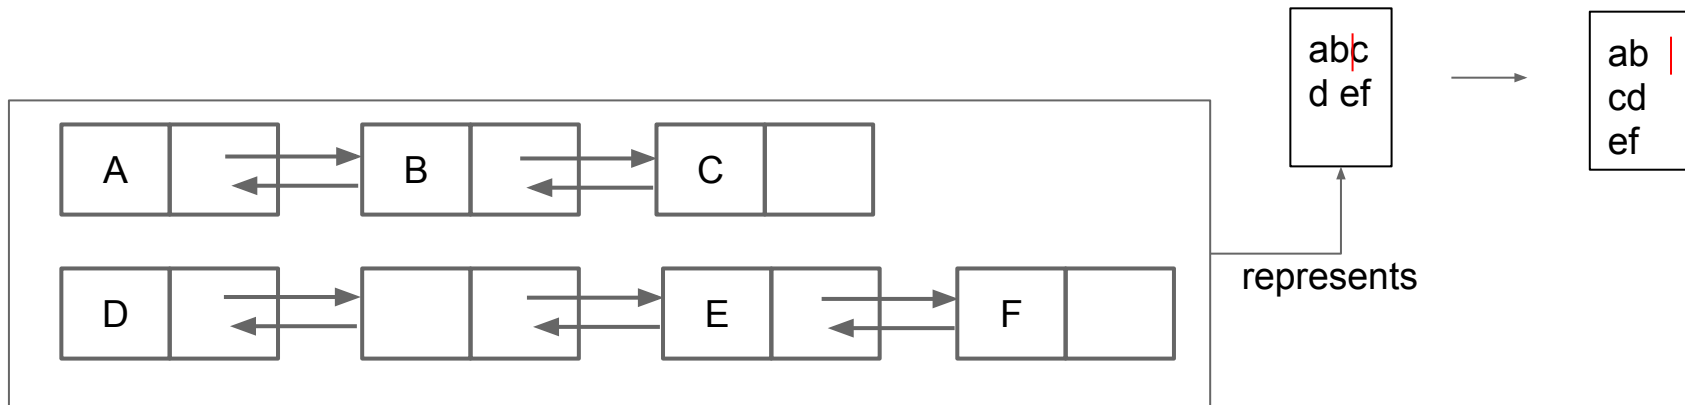 abc
d ef
ab
cd
ef
A B C
D E F
represents